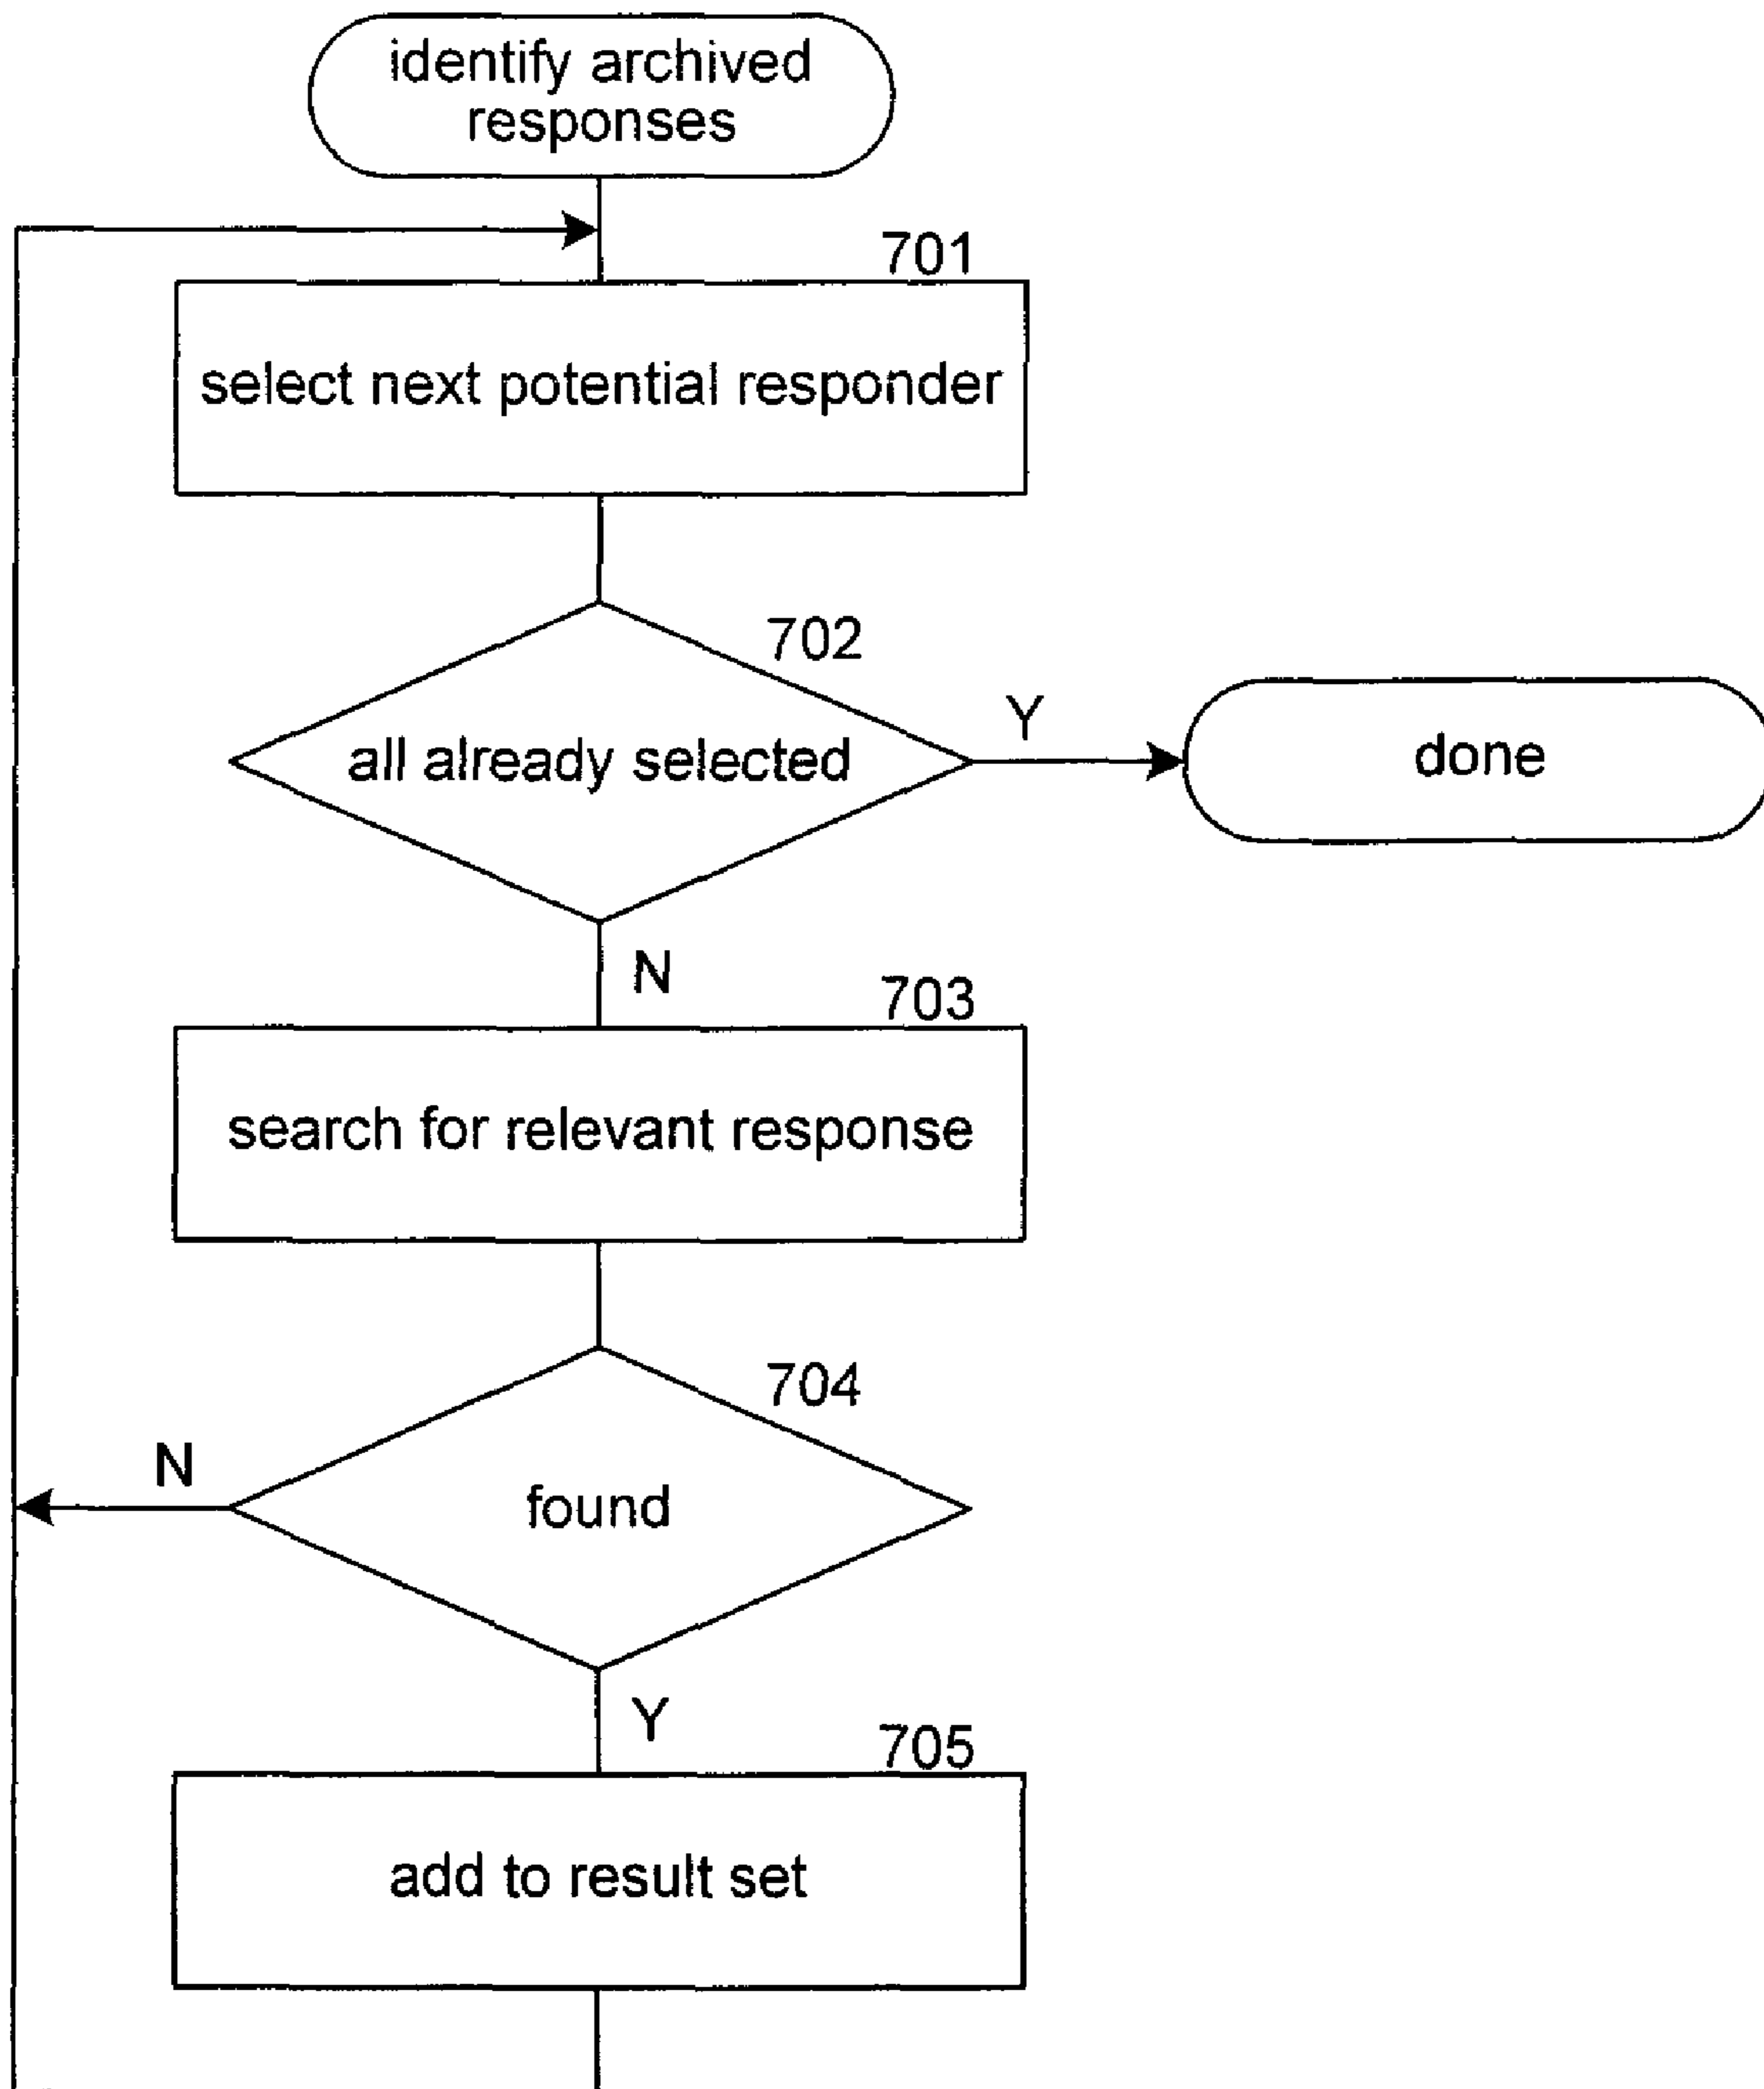 identify archived
responses
701
select next potential responder
702
all already selected
Y
done
N
703
search for relevant response
704
N
found
Y
705
add to result set